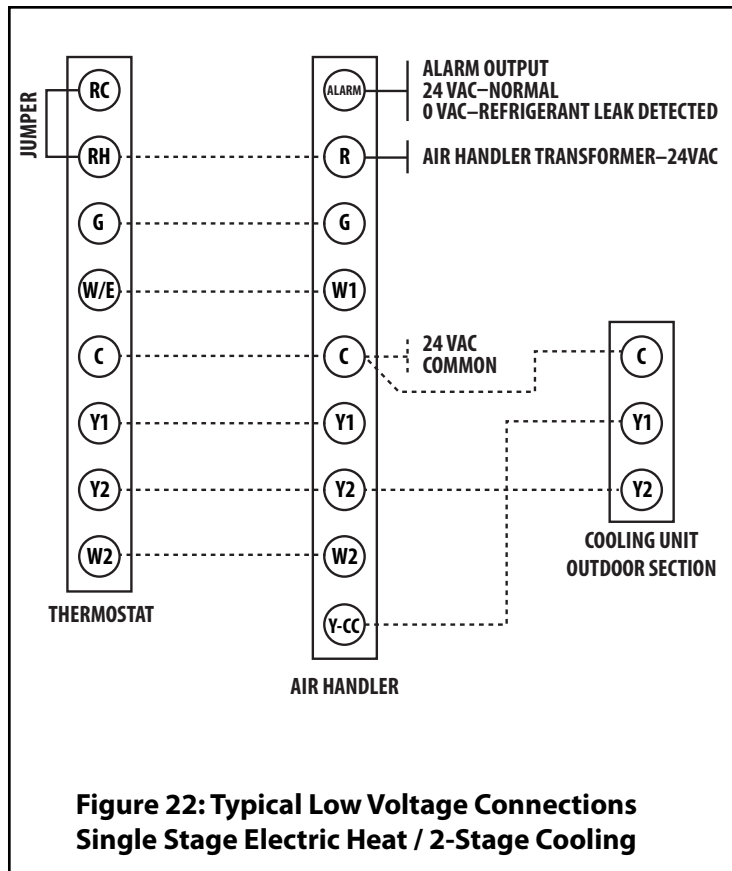 RC
RH
G
W/E
C
Y1
Y2
W2
JUMPER
THERMOSTAT
ALARM
R
G
W1
C
Y1
Y2
W2
Y-CC
AIR HANDLER
ALARM OUTPUT
24 VAC–NORMAL
0 VAC–REFRIGERANT LEAK DETECTED
AIR HANDLER TRANSFORMER–24VAC
24 VAC
COMMON
C
Y1
Y2
COOLING UNIT
OUTDOOR SECTION
Figure 22: Typical Low Voltage Connections
Single Stage Electric Heat / 2-Stage Cooling